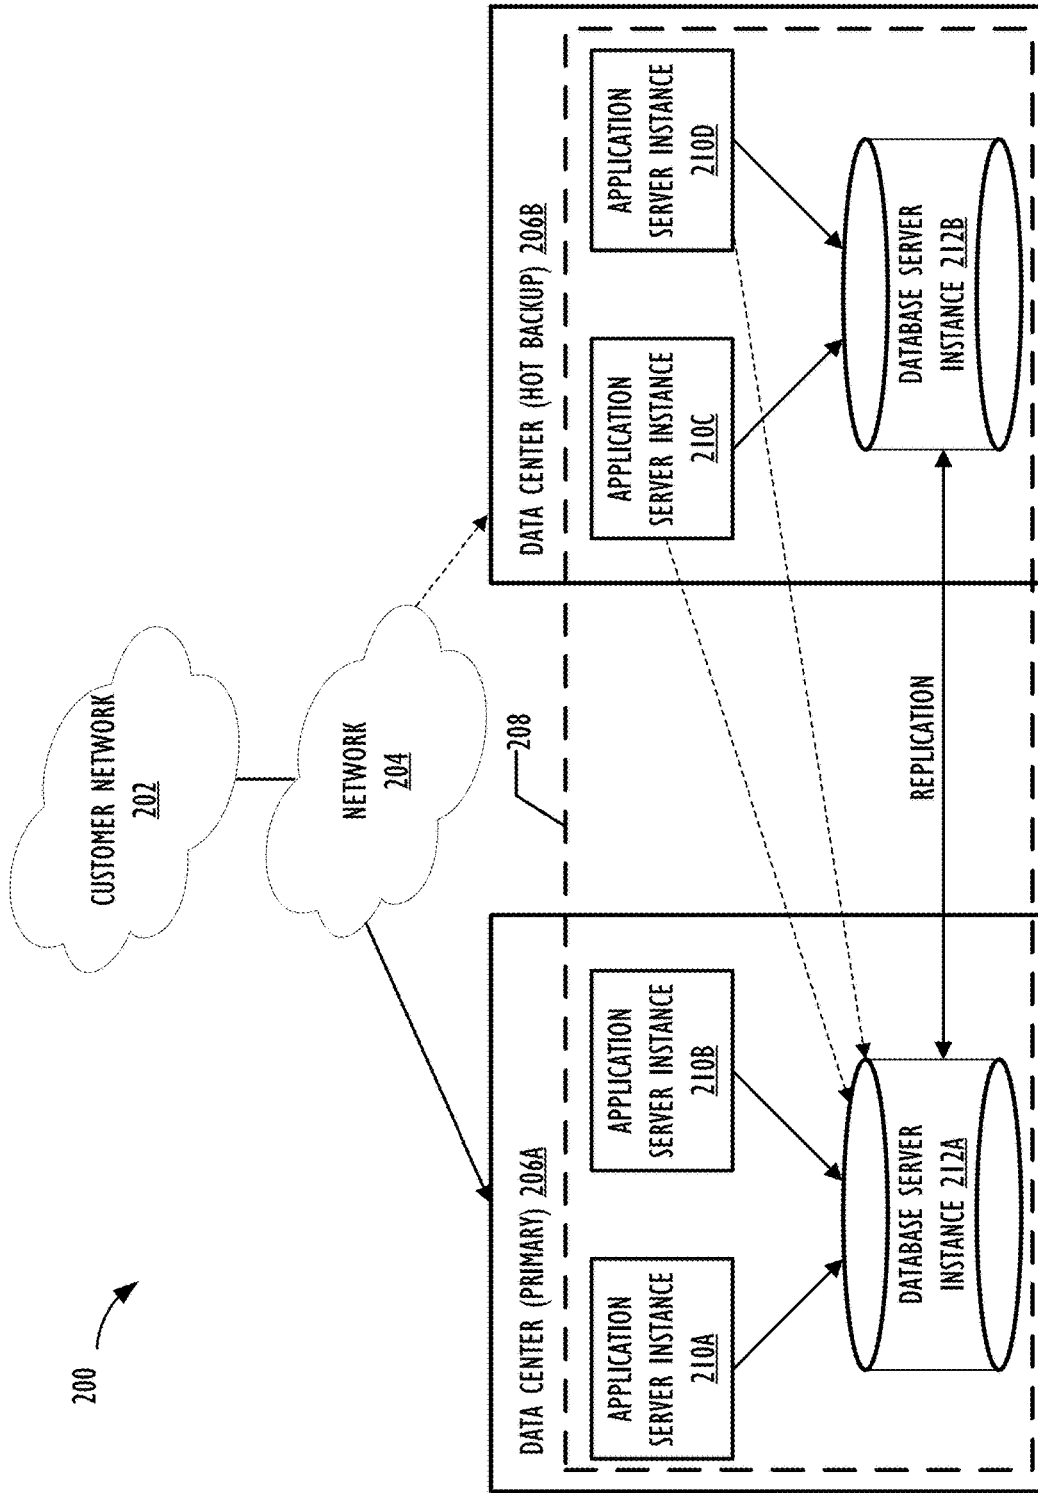 200
CUSTOMER NETWORK
202
NETWORK
204
208
DATA CENTER (PRIMARY) 206A
APPLICATION
SERVER INSTANCE
210A
APPLICATION
SERVER INSTANCE
210B
DATABASE SERVER
INSTANCE 212A
REPLICATION
DATA CENTER (HOT BACKUP) 206B
APPLICATION
SERVER INSTANCE
210C
APPLICATION
SERVER INSTANCE
210D
DATABASE SERVER
INSTANCE 212B